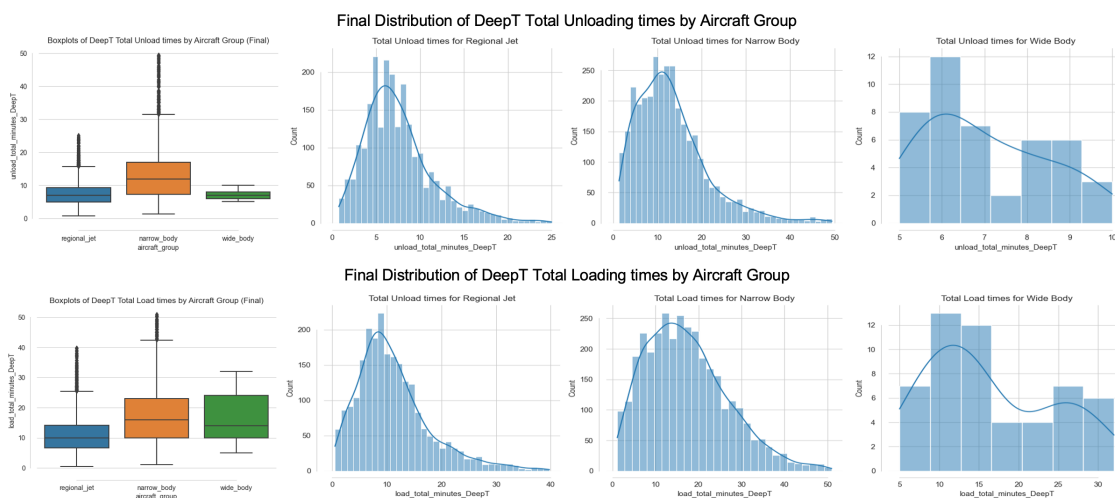 Final Distribution of DeepT Total Unloading times by Aircraft Group
Boxplots of DeepT Total Unload times by Aircraft Group (Final)
unload_total_minutes_DeepT
50
40
30
20
10
0
regional_jet narrow_body wide_body
aircraft_group
Total Unload times for Regional Jet
Count
200
150
100
50
0
0 5 10 15 20 25
unload_total_minutes_DeepT
Total Unload times for Narrow Body
Count
250
200
150
100
50
0
0 10 20 30 40 50
unload_total_minutes_DeepT
Total Unload times for Wide Body
Count
12
10
8
6
4
2
0
5 6 7 8 9 10
unload_total_minutes_DeepT
Final Distribution of DeepT Total Loading times by Aircraft Group
Boxplots of DeepT Total Load times by Aircraft Group (Final)
load_total_minutes_DeepT
50
40
30
20
10
0
regional_jet narrow_body wide_body
aircraft_group
Total Unload times for Regional Jet
Count
200
150
100
50
0
0 10 20 30 40
load_total_minutes_DeepT
Total Load times for Narrow Body
Count
250
200
150
100
50
0
0 10 20 30 40 50
load_total_minutes_DeepT
Total Load times for Wide Body
Count
12
10
8
6
4
2
0
5 10 15 20 25 30
load_total_minutes_DeepT